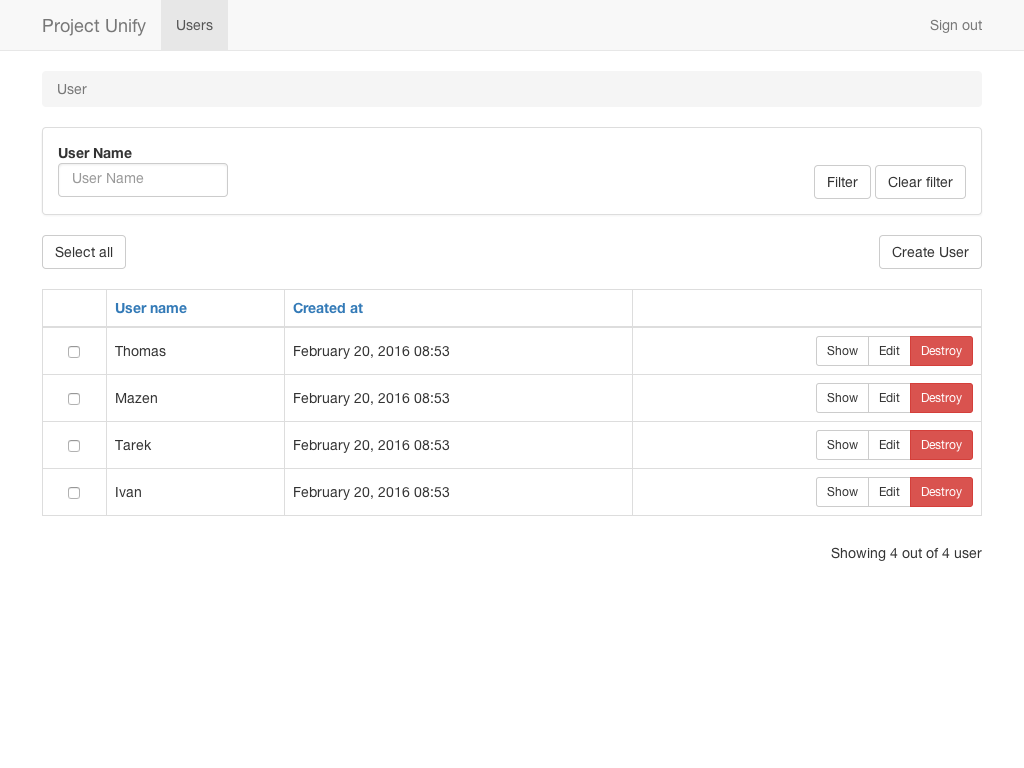 Project Unify Users Sign out
User
User Name
User Name Filter Clear filter
Select all Create User
User name Created at
Thomas February 20, 2016 08:53 Show Edit Destroy
Mazen February 20, 2016 08:53 Show Edit Destroy
Tarek February 20, 2016 08:53 Show Edit Destroy
Ivan February 20, 2016 08:53 Show Edit Destroy
Showing 4 out of 4 user